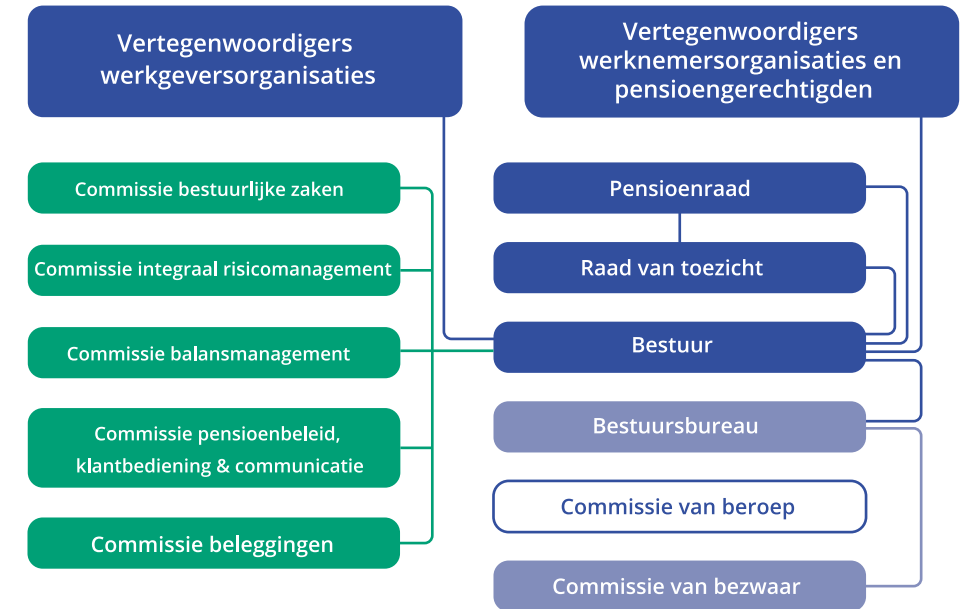 Vertegenwoordigers
werkgeversorganisaties
Vertegenwoordigers
werknemersorganisaties en
pensioengerechtigden
Commissie bestuurlijke zaken
Commissie integraal risicomanagement
Commissie balansmanagement
Commissie pensioenbeleid,
klantbediening & communicatie
Commissie beleggingen
Pensioenraad
Raad van toezicht
Bestuur
Bestuursbureau
Commissie van beroep
Commissie van bezwaar